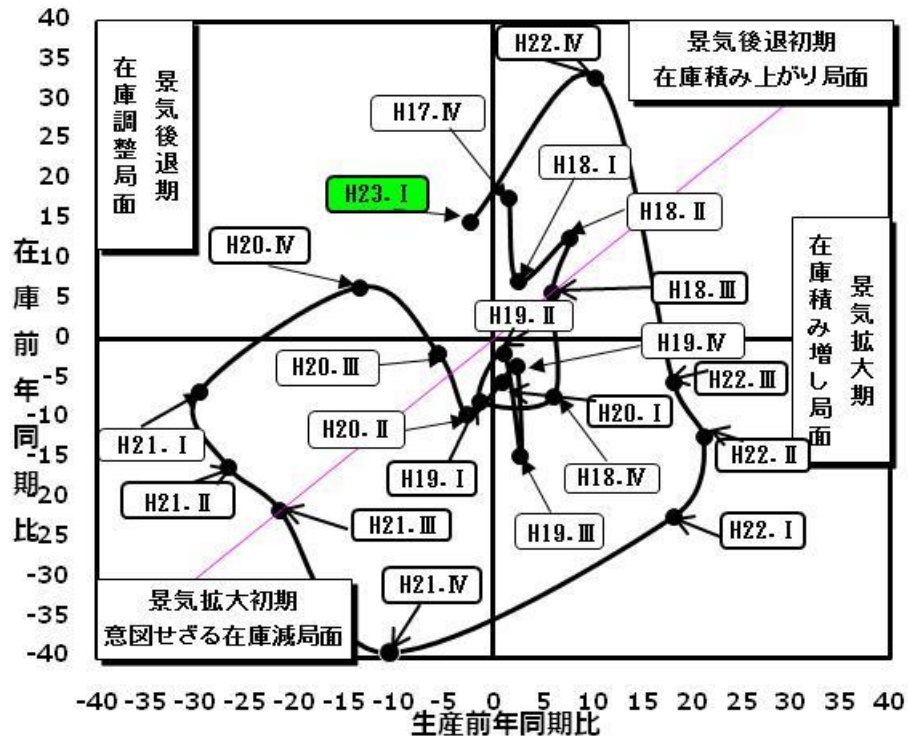 40
35
30
25
20
15
10
5
0
-5
-10
-15
-20
-25
-30
-35
-40
在庫前年同期比
景気後退期
在庫調整局面
景気後退初期
在庫積み上がり局面
景気拡大期
在庫積み増し局面
景気拡大初期
意図せざる在庫減局面
H22.Ⅳ
H17.Ⅳ
H18.Ⅰ
H23.Ⅰ
H18.Ⅱ
H20.Ⅳ
H18.Ⅲ
H19.Ⅱ
H19.Ⅳ
H20.Ⅲ
H22.Ⅲ
H20.Ⅱ
H20.Ⅰ
H21.Ⅰ
H22.Ⅱ
H19.Ⅰ
H18.Ⅳ
H21.Ⅱ
H21.Ⅲ
H19.Ⅲ
H22.Ⅰ
H21.Ⅳ
-40 -35 -30 -25 -20 -15 -10 -5 0 5 10 15 20 25 30 35 40
生産前年同期比